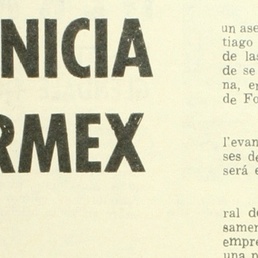 NICIA
RMEX
un ase
tiago
de las
de se
na, en
de Fo
l'evan
ses de
será e
ral d
samen
empre
una p